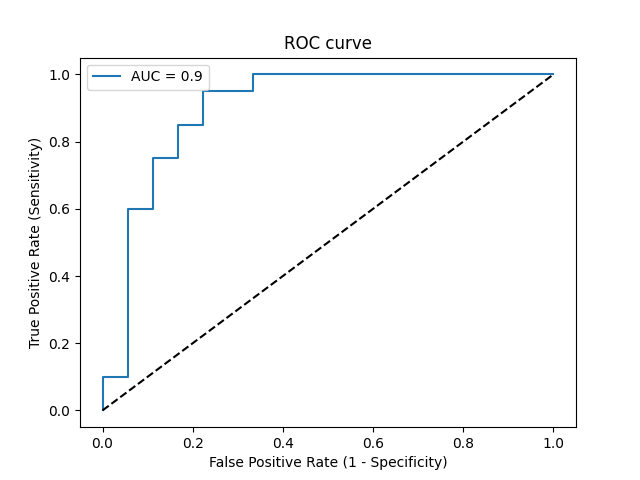 ROC curve
AUC = 0.9
True Positive Rate (Sensitivity)
1.0
0.8
0.6
0.4
0.2
0.0
0.0 0.2 0.4 0.6 0.8 1.0
False Positive Rate (1 - Specificity)